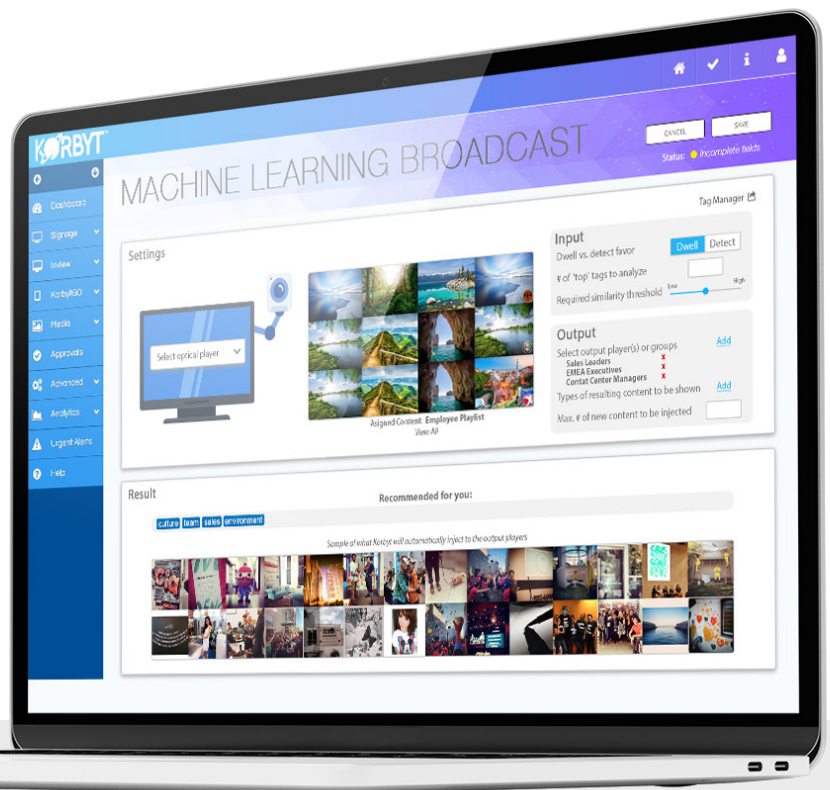 KORBYT
MACHINE LEARNING BROADCAST
CANCEL
SAVE
Status: Incomplete fields
Dashboard
Signage
Inview
KorbytGO
Media
Approvals
Advanced
Analytics
Urgent Alerts
Help
Tag Manager
Settings
Select optical player
Asigned Content: Employee Playlist
View All
Input
Dwell vs. detect favor
Dwell
Detect
# of "top" tags to analyze
Required similarity threshold
low
High
Output
Select output player(s) or groups
Add
Sales Leaders
X
EMEA Executives
X
Contat Center Managers
X
Types of resulting content to be shown
Add
Max. # of new content to be injected
Result
Recommended for you:
culture team sales environment
Sample of what Korbyt will automatically inject to the output players